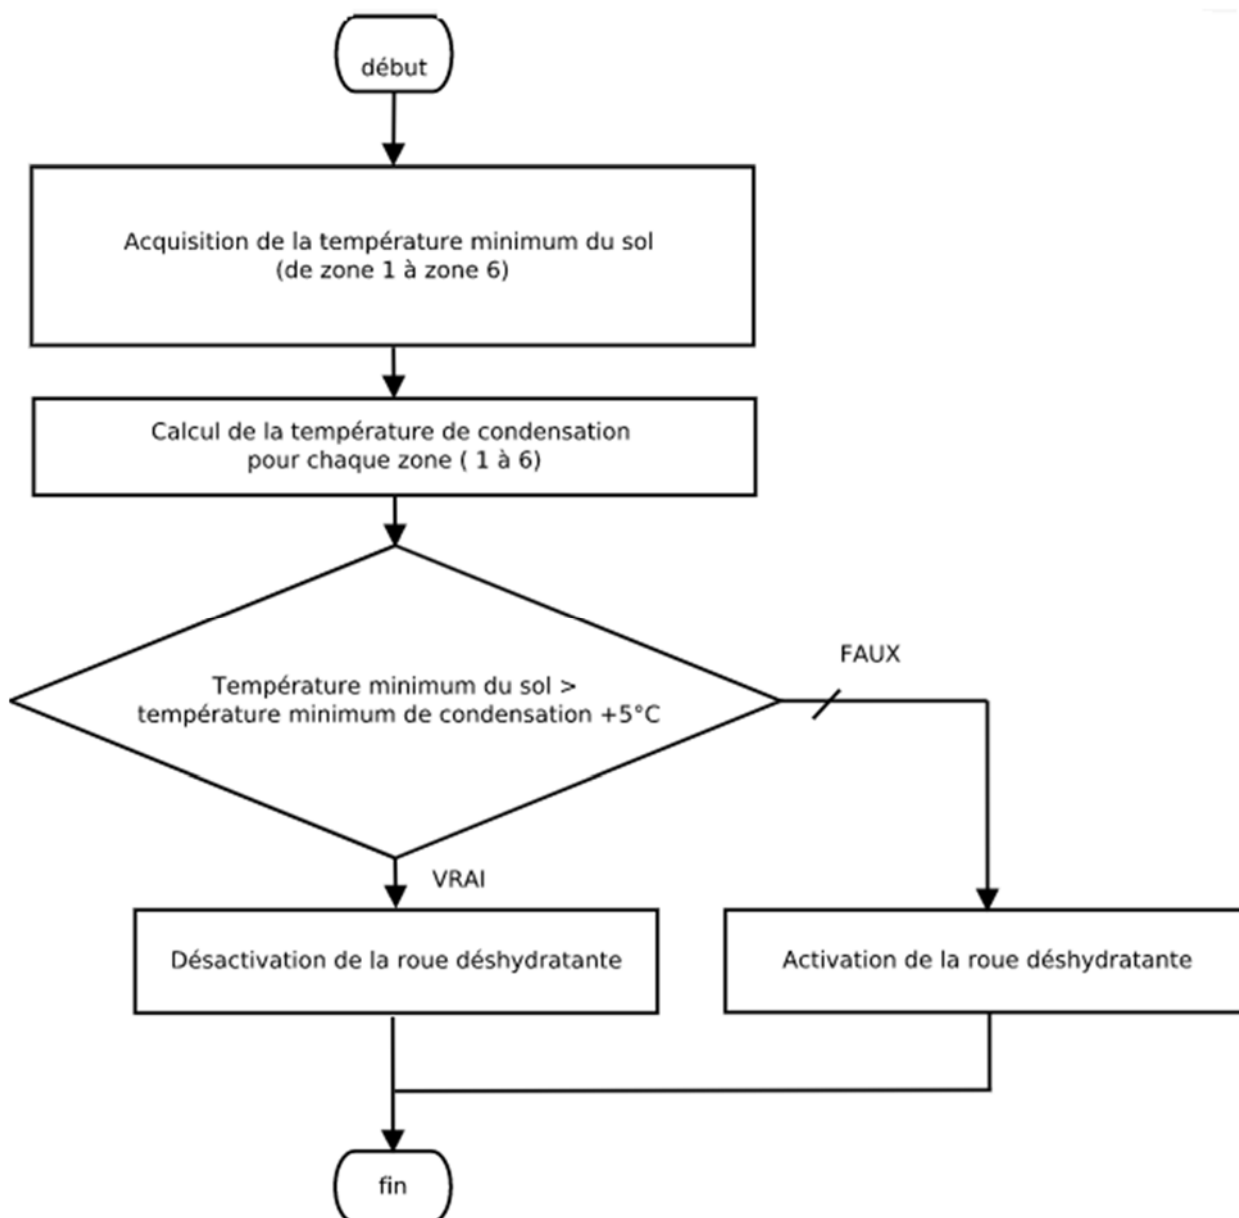 début
Acquisition de la température minimum du sol
(de zone 1 à zone 6)
Calcul de la température de condensation
pour chaque zone ( 1 à 6)
Température minimum du sol >
température minimum de condensation +5°C
FAUX
VRAI
Désactivation de la roue déshydratante
Activation de la roue déshydratante
fin